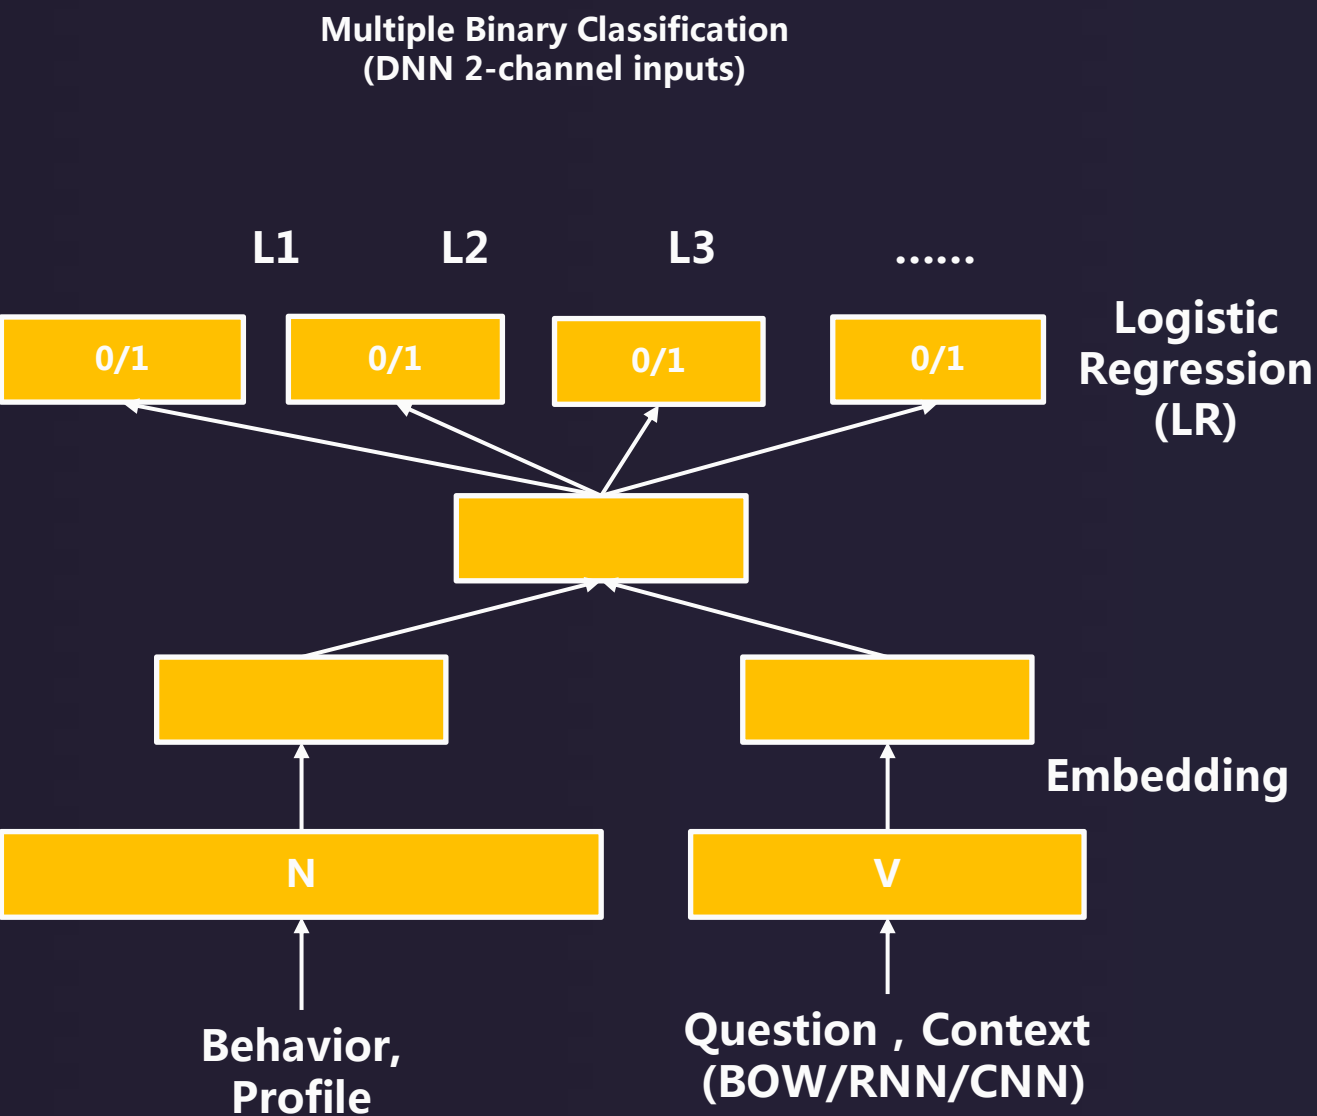 Multiple Binary Classification
(DNN 2-channel inputs)
L1 L2 L3 ......
0/1 0/1 0/1 0/1
Logistic
Regression
(LR)
Embedding
N V
Behavior,
Profile
Question , Context
(BOW/RNN/CNN)